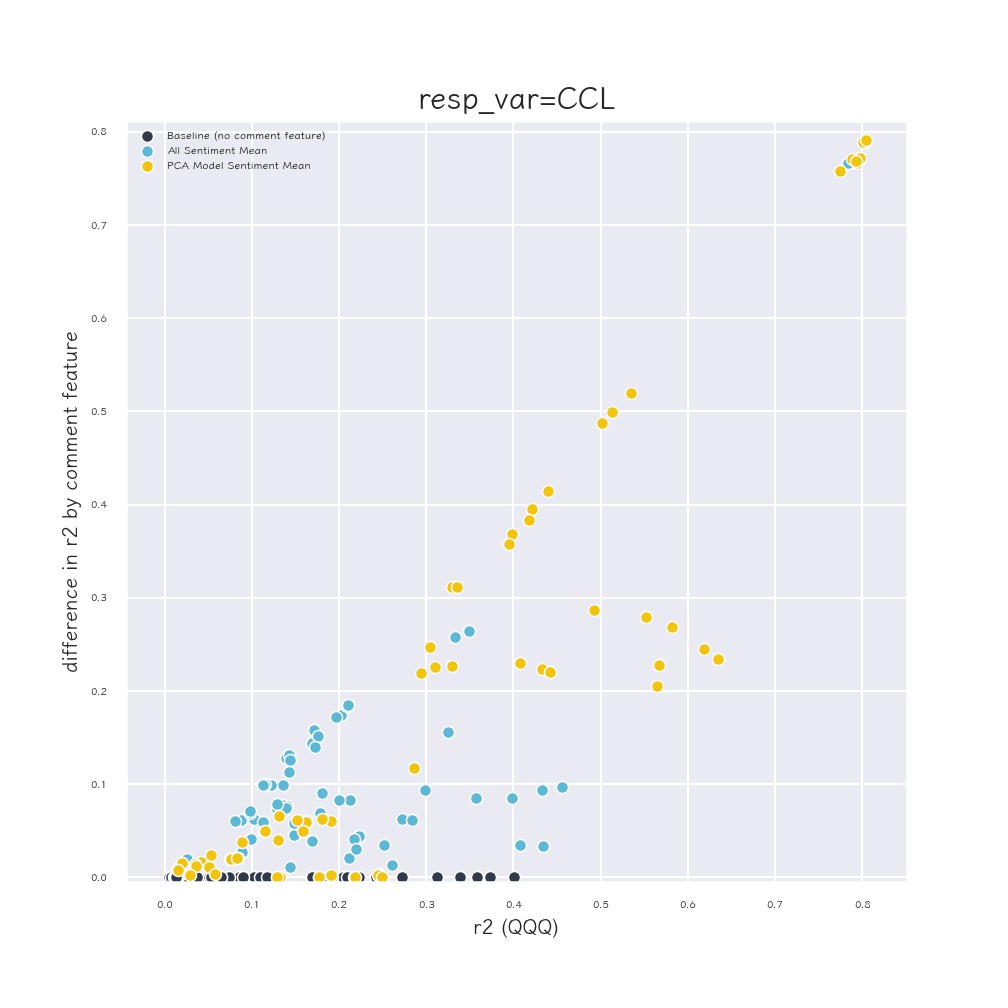 resp_var=CCL
Baseline (no comment feature)
All Sentiment Mean
PCA Model Sentiment Mean
difference in r2 by comment feature
0.8
0.7
0.6
0.5
0.4
0.3
0.2
0.1
0.0
0.0 0.1 0.2 0.3 0.4 0.5 0.6 0.7 0.8
r2 (QQQ)